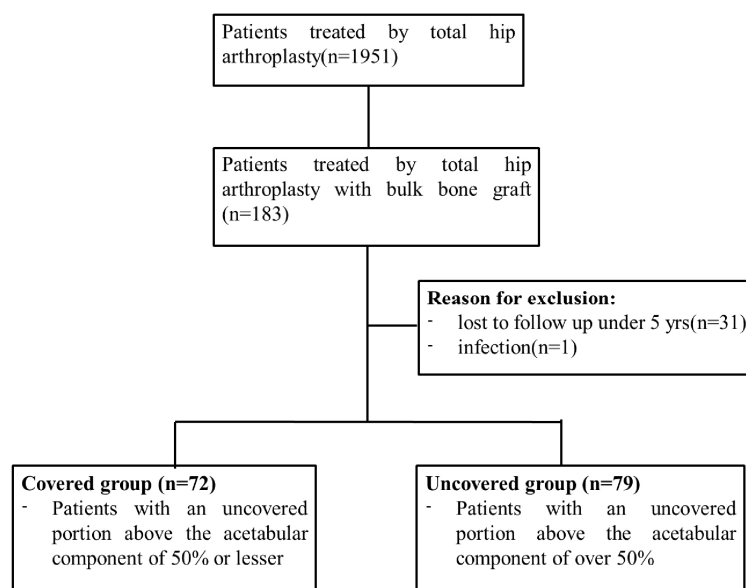 Patients treated by total hip
arthroplasty(n=1951)
Patients treated by total hip
arthroplasty with bulk bone graft
(n=183)
Reason for exclusion:
- lost to follow up under 5 yrs(n=31)
- infection(n=1)
Covered group (n=72)
- Patients with an uncovered
portion above the acetabular
component of 50% or lesser
Uncovered group (n=79)
- Patients with an uncovered
portion above the acetabular
component of over 50%